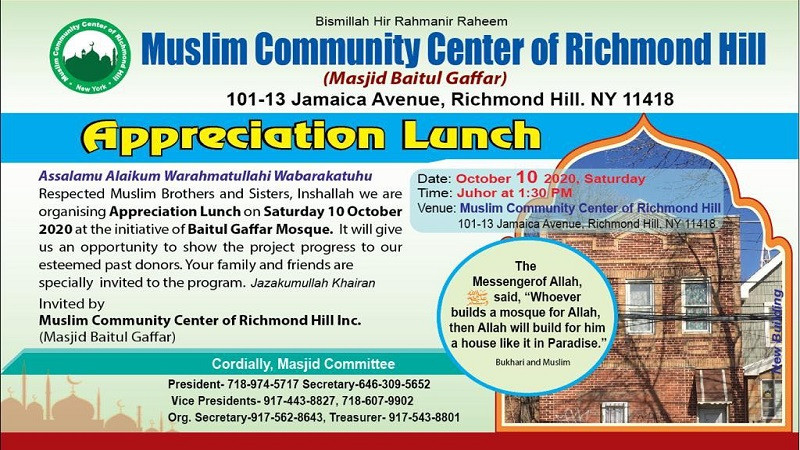 Bismillah Hir Rahmanir Raheem
Muslim Community Center of Richmond Hill
New York
Muslim Community Center of Richmond Hill
(Masjid Baitul Gaffar)
101-13 Jamaica Avenue, Richmond Hill. NY 11418
Appreciation Lunch
Assalamu Alaikum Warahmatullahi Wabarakatuhu
Respected Muslim Brothers and Sisters, Inshallah we are
organising Appreciation Lunch on Saturday 10 October
2020 at the initiative of Baitul Gaffar Mosque. It will give
us an opportunity to show the project progress to our
esteemed past donors. Your family and friends are
specially invited to the program. Jazakumullah Khairan
Invited by
Muslim Community Center of Richmond Hill Inc.
(Masjid Baitul Gaffar)
Date: October 10 2020, Saturday
Time: Juhor at 1:30 PM
Venue: Muslim Community Center of Richmond Hill
101-13 Jamaica Avenue, Richmond Hill, NY 11418
The
Messengerof Allah,
said, “Whoever
builds a mosque for Allah,
then Allah will build for him
a house like it in Paradise.”
Bukhari and Muslim
New Building
Cordially, Masjid Committee
President- 718-974-5717 Secretary-646-309-5652
Vice Presidents- 917-443-8827, 718-607-9902
Org. Secretary-917-562-8643, Treasurer- 917-543-8801